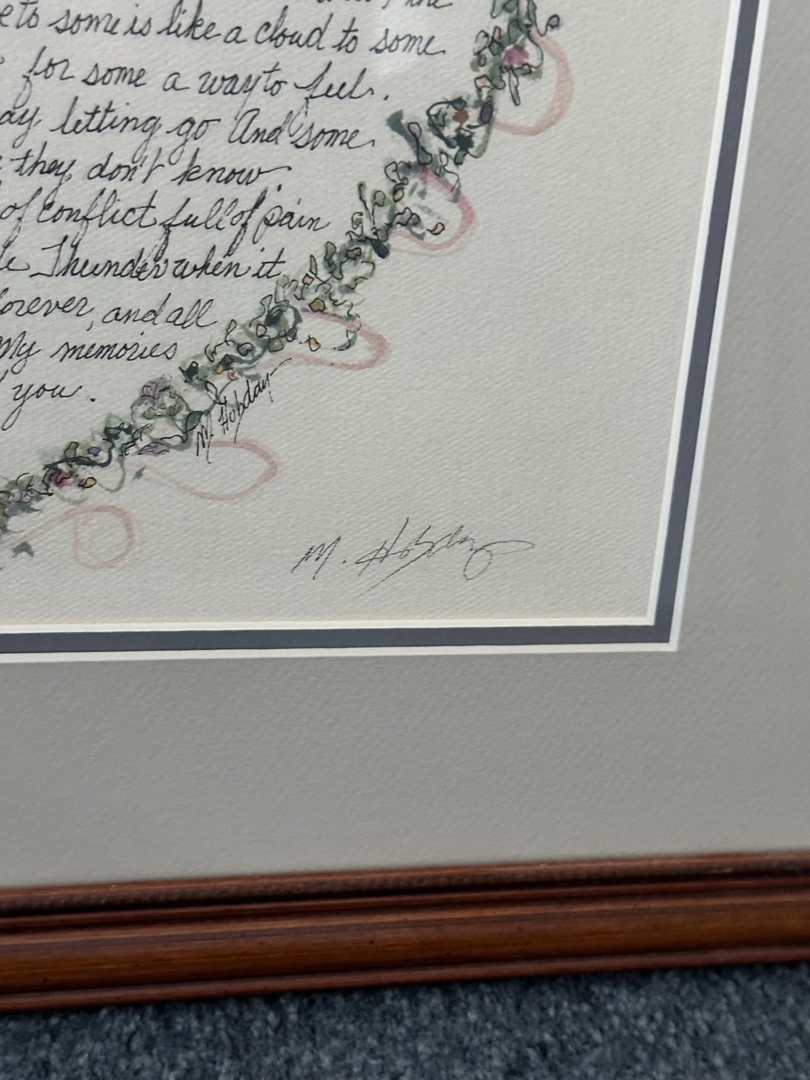 to some is like a cloud to some
for some a way to feel.
letting go And some
they don't know.
of conflict full of pain
Thunder when it
forever, and all
My memories
you.
M. Hobday
M. Hobday